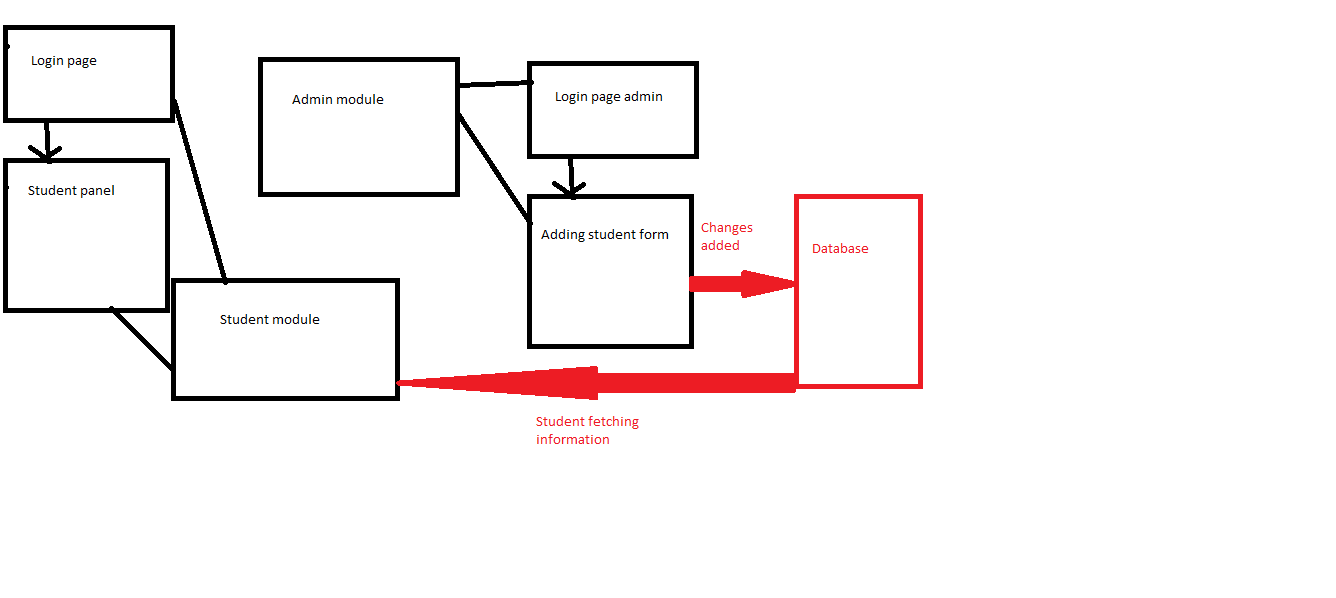 Login page
Admin module
Login page admin
Student panel
Adding student form
Changes
added
Database
Student module
Student fetching
information